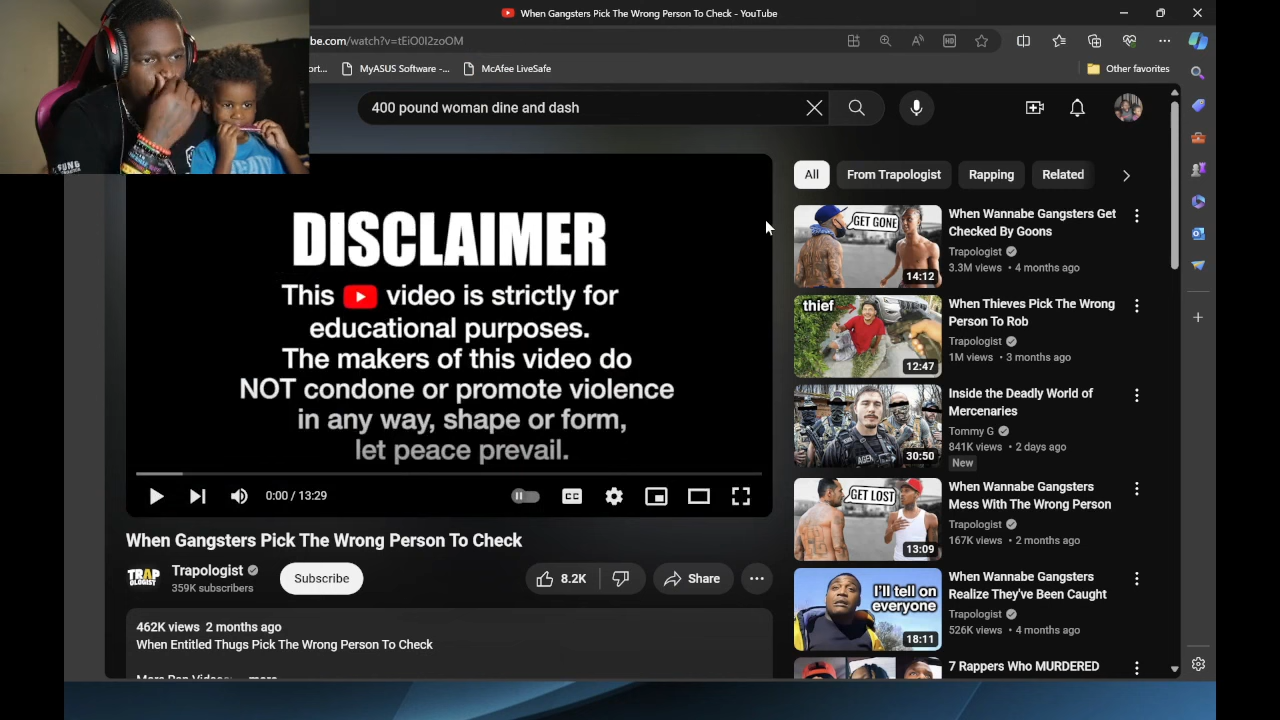 When Gangsters Pick The Wrong Person To Check - YouTube
be.com/watch?v=tEiO0I2zoOM
ort...
MyASUS Software -...
McAfee LiveSafe
Other favorites
400 pound woman dine and dash
DISCLAIMER
This video is strictly for
educational purposes.
The makers of this video do
NOT condone or promote violence
in any way, shape or form,
let peace prevail.
0:00 / 13:29
CC
When Gangsters Pick The Wrong Person To Check
TRAP
OLOGIST
Trapologist
359K subscribers
Subscribe
8.2K
Share
462K views 2 months ago
When Entitled Thugs Pick The Wrong Person To Check
All
From Trapologist
Rapping
Related
GET GONE
14:12
When Wannabe Gangsters Get
Checked By Goons
Trapologist
3.3M views • 4 months ago
thief
12:47
When Thieves Pick The Wrong
Person To Rob
Trapologist
1M views • 3 months ago
AGENT
30:50
Inside the Deadly World of
Mercenaries
Tommy G
841K views • 2 days ago
New
GET LOST
13:09
When Wannabe Gangsters
Mess With The Wrong Person
Trapologist
167K views • 2 months ago
I'll tell on
everyone
18:11
When Wannabe Gangsters
Realize They've Been Caught
Trapologist
526K views • 4 months ago
7 Rappers Who MURDERED